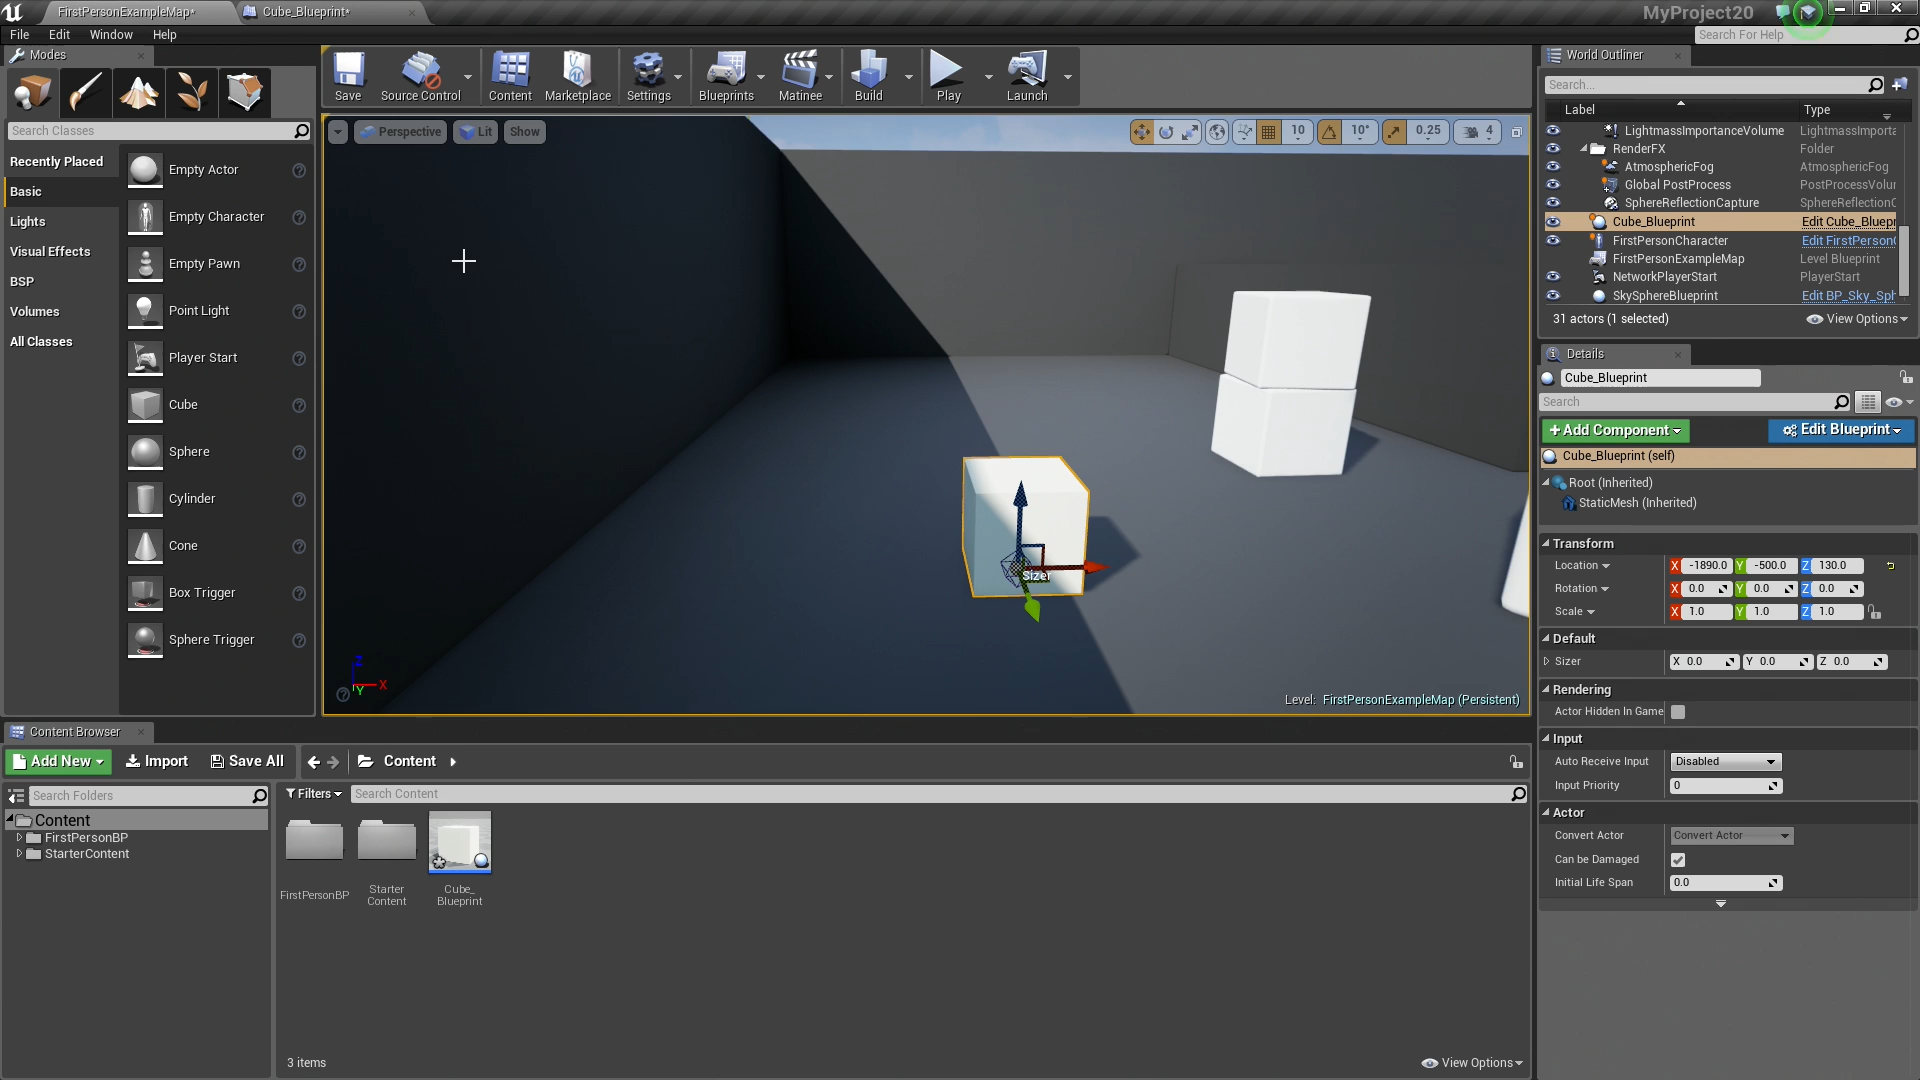 FirstPersonExampleMap*
Cube_Blueprint*
MyProject20
File Edit Window Help
Search For Help
Modes
Search Classes
Recently Placed
Basic
Lights
Visual Effects
BSP
Volumes
All Classes
Empty Actor
Empty Character
Empty Pawn
Point Light
Player Start
Cube
Sphere
Cylinder
Cone
Box Trigger
Sphere Trigger
Save
Source Control
Content
Marketplace
Settings
Blueprints
Matinee
Build
Play
Launch
Perspective
Lit
Show
10
10°
0.25
4
Sizer
Z
X
Y
Level: FirstPersonExampleMap (Persistent)
World Outliner
Search...
Label Type
LightmassImportanceVolume LightmassImporta
RenderFX Folder
AtmosphericFog AtmosphericFog
Global PostProcess PostProcessVolur
SphereReflectionCapture SphereReflectionC
Cube_Blueprint Edit Cube_Bluepr
FirstPersonCharacter Edit FirstPerson
FirstPersonExampleMap Level Blueprint
NetworkPlayerStart PlayerStart
SkySphereBlueprint Edit BP_Sky_Sph
31 actors (1 selected)
View Options
Details
Cube_Blueprint
Search
+Add Component
Edit Blueprint
Cube_Blueprint (self)
Root (Inherited)
StaticMesh (Inherited)
Transform
Location X -1890.0 Y -500.0 Z 130.0
Rotation X 0.0 Y 0.0 Z 0.0
Scale X 1.0 Y 1.0 Z 1.0
Default
Sizer X 0.0 Y 0.0 Z 0.0
Rendering
Actor Hidden In Game
Input
Auto Receive Input Disabled
Input Priority 0
Actor
Convert Actor Convert Actor
Can be Damaged
Initial Life Span 0.0
Content Browser
Add New
Import
Save All
Content
Search Folders
Content
FirstPersonBP
StarterContent
Filters
Search Content
FirstPersonBP
Starter
Content
Cube_
Blueprint
3 items
View Options